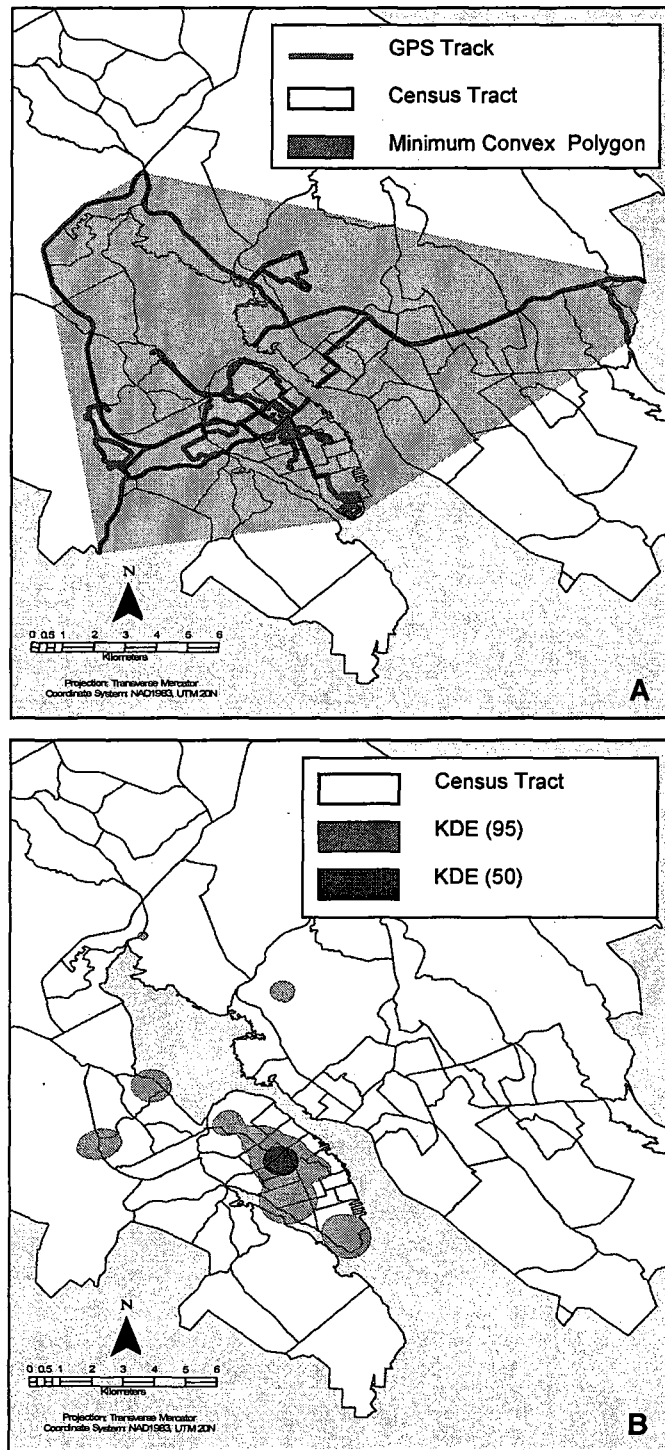 GPS Track
Census Tract
Minimum Convex Polygon
N
0 0.5 1 2 3 4 5 6
Kilometers
Projection: Transverse Mercator
Coordinate System: NAD1983, UTM 20N
A
Census Tract
KDE (95)
KDE (50)
N
0 0.5 1 2 3 4 5 6
Kilometers
Projection: Transverse Mercator
Coordinate System: NAD1983, UTM 20N
B